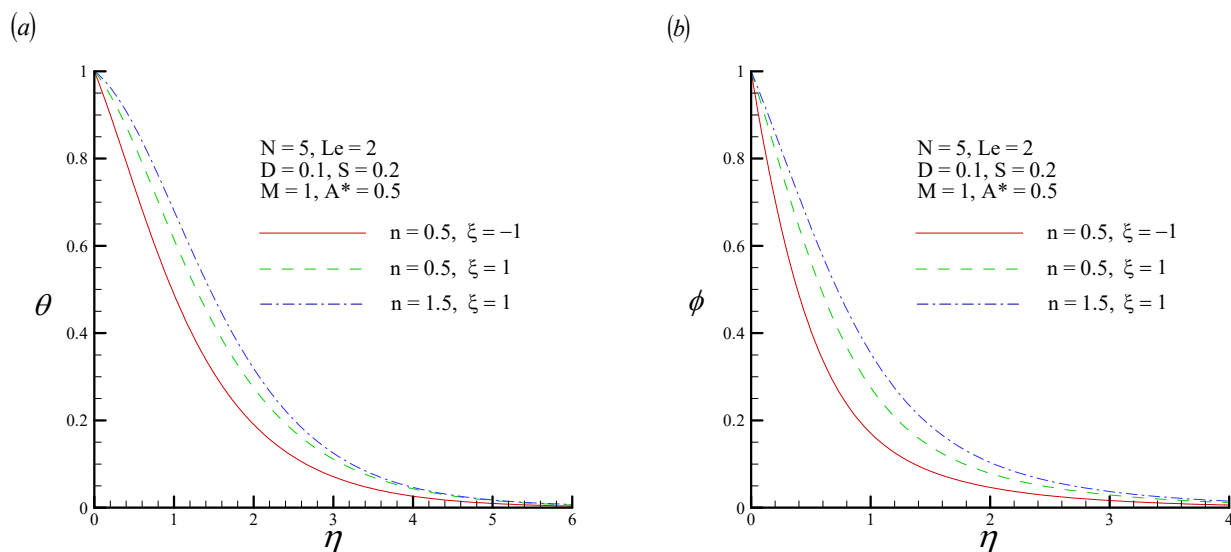 (a)
1
0.8
0.6
0.4
0.2
0
θ
N = 5, Le = 2
D = 0.1, S = 0.2
M = 1, A* = 0.5
n = 0.5, ξ = −1
n = 0.5, ξ = 1
n = 1.5, ξ = 1
0 1 2 3 4 5 6
η
(b)
1
0.8
0.6
0.4
0.2
0
ϕ
N = 5, Le = 2
D = 0.1, S = 0.2
M = 1, A* = 0.5
n = 0.5, ξ = −1
n = 0.5, ξ = 1
n = 1.5, ξ = 1
0 1 2 3 4
η